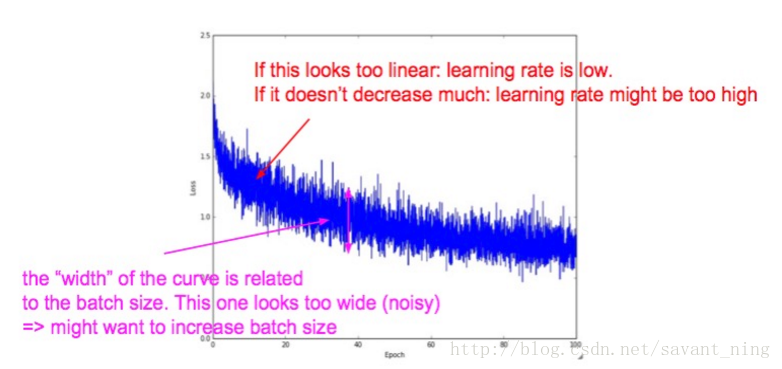 2.5
If this looks too linear: learning rate is low.
If it doesn't decrease much: learning rate might be too high
2.0
1.5
Loss
1.0
the "width" of the curve is related
to the batch size. This one looks too wide (noisy)
=> might want to increase batch size
0.0
0 20 40 60 80 100
Epoch
http://blog.csdn.net/savant_ning